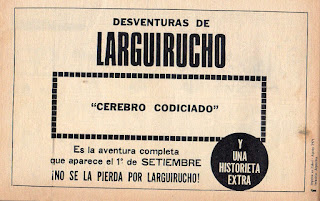 DESVENTURAS DE
LARGUIRUCHO
"CEREBRO CODICIADO"
Es la aventura completa
que aparece el 1º de SETIEMBRE
¡NO SE LA PIERDA POR LARGUIRUCHO!
Y
UNA
HISTORIETA
EXTRA